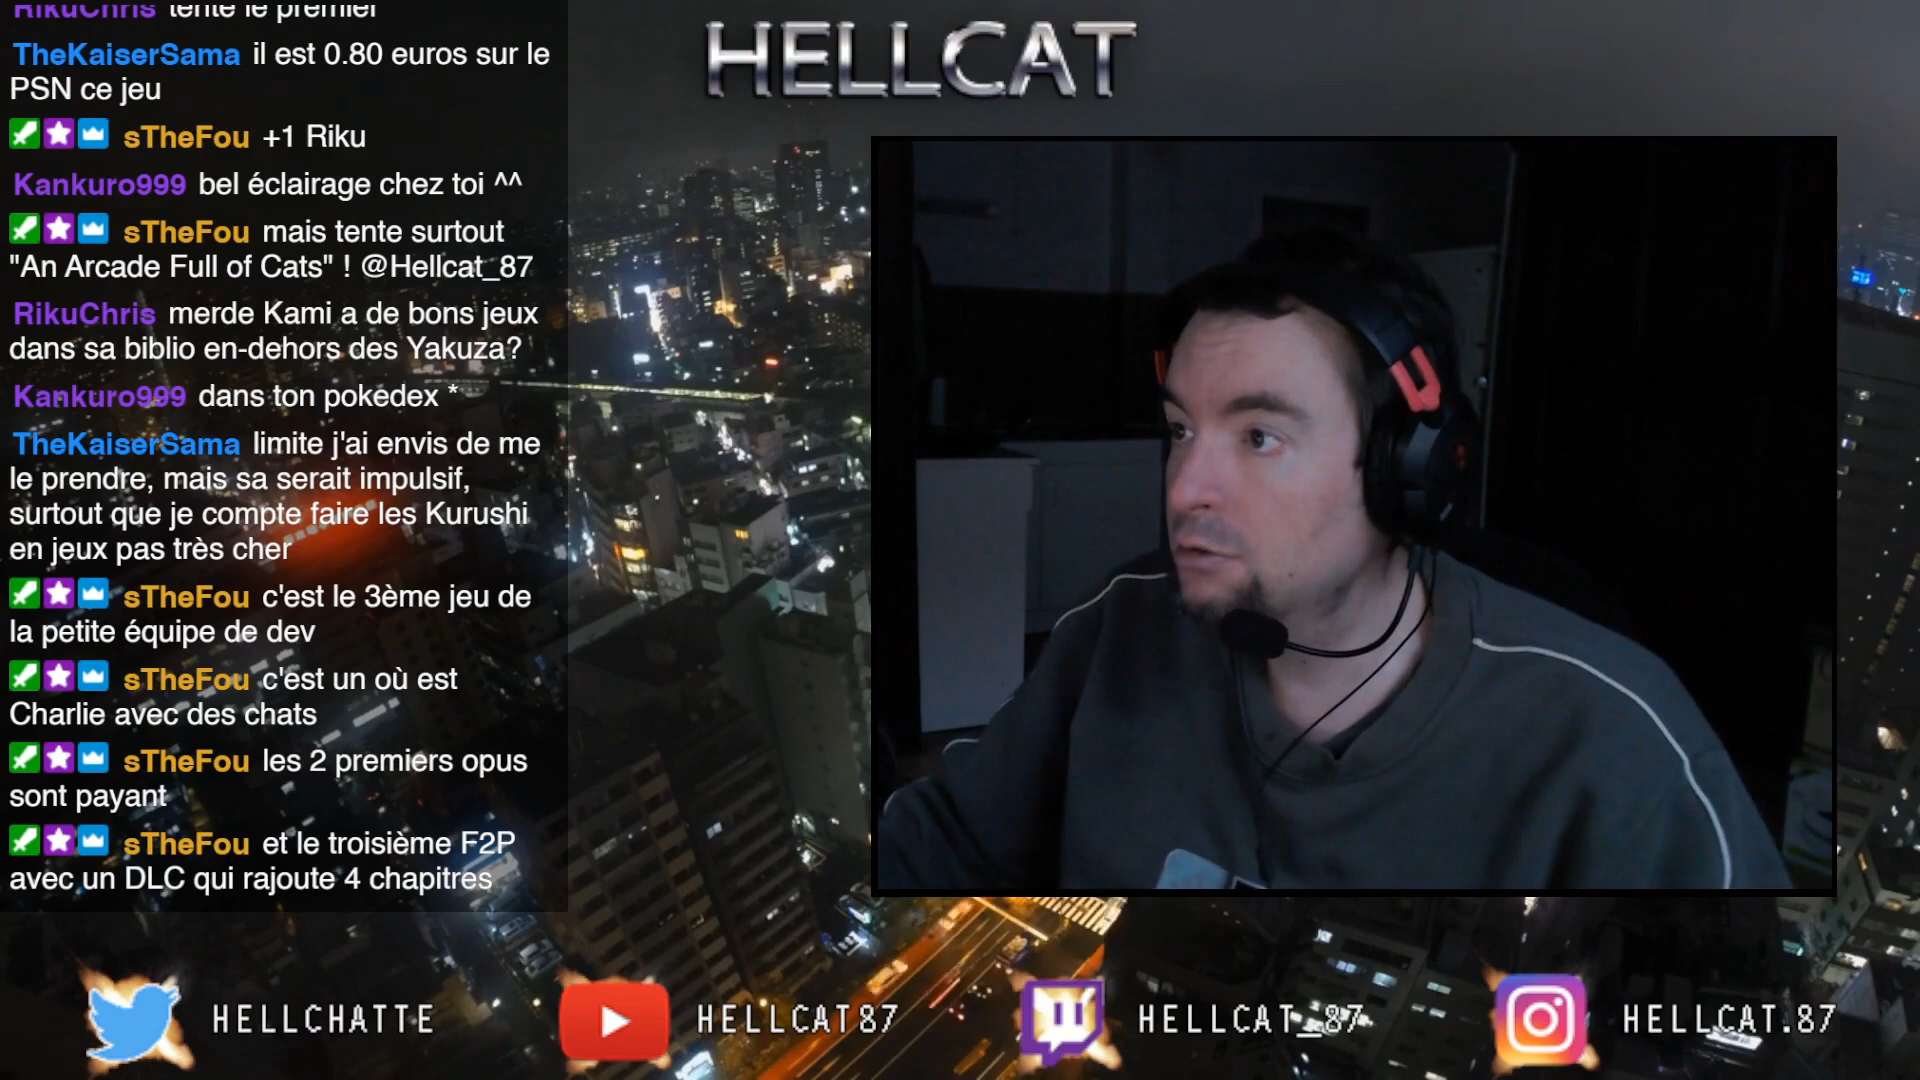 RikuChris tente le premier
TheKaiserSama il est 0.80 euros sur le
PSN ce jeu
sTheFou +1 Riku
Kankuro999 bel éclairage chez toi ^^
sTheFou mais tente surtout
"An Arcade Full of Cats" ! @Hellcat_87
RikuChris merde Kami a de bons jeux
dans sa biblio en-dehors des Yakuza?
Kankuro999 dans ton pokedex *
TheKaiserSama limite j'ai envis de me
le prendre, mais sa serait impulsif,
surtout que je compte faire les Kurushi
en jeux pas très cher
sTheFou c'est le 3ème jeu de
la petite équipe de dev
sTheFou c'est un où est
Charlie avec des chats
sTheFou les 2 premiers opus
sont payant
sTheFou et le troisième F2P
avec un DLC qui rajoute 4 chapitres
HELLCAT
HELLCHATTE
HELLCAT87
HELLCAT_87
HELLCAT.87